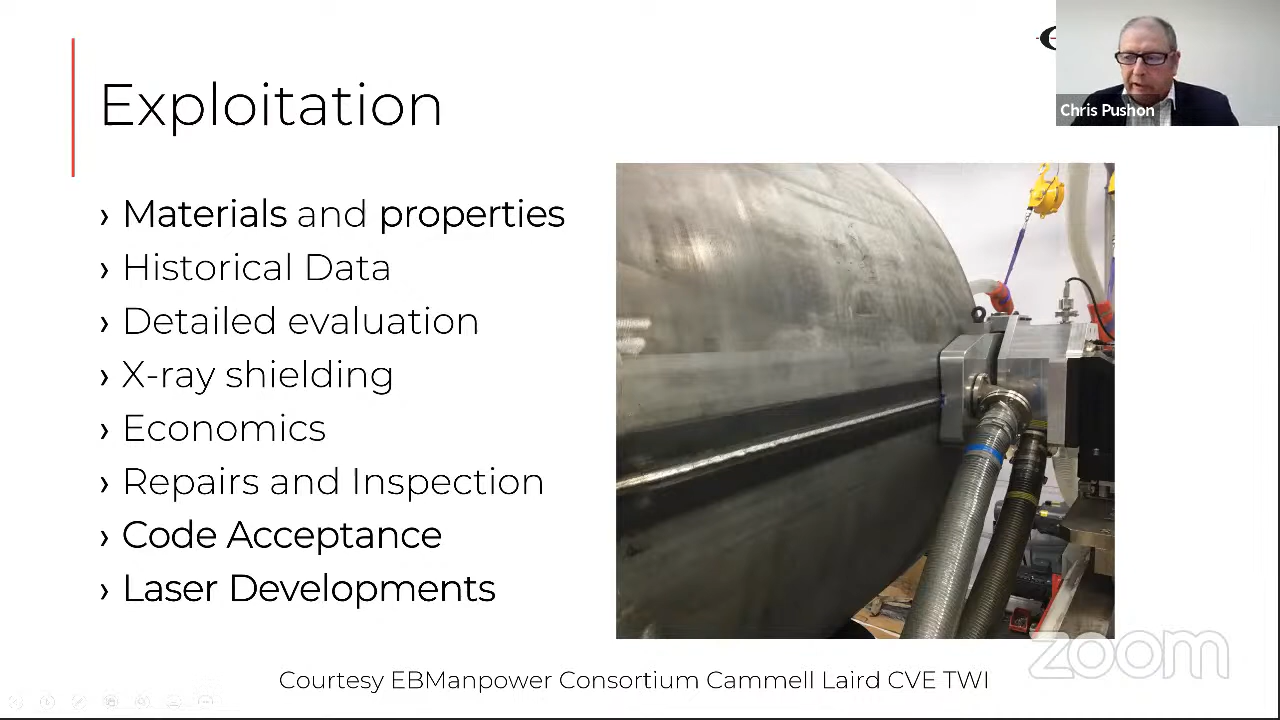 Exploitation
Chris Pushon
› Materials and properties
› Historical Data
› Detailed evaluation
› X-ray shielding
› Economics
› Repairs and Inspection
› Code Acceptance
› Laser Developments
zoom
Courtesy EBManpower Consortium Cammell Laird CVE TWI